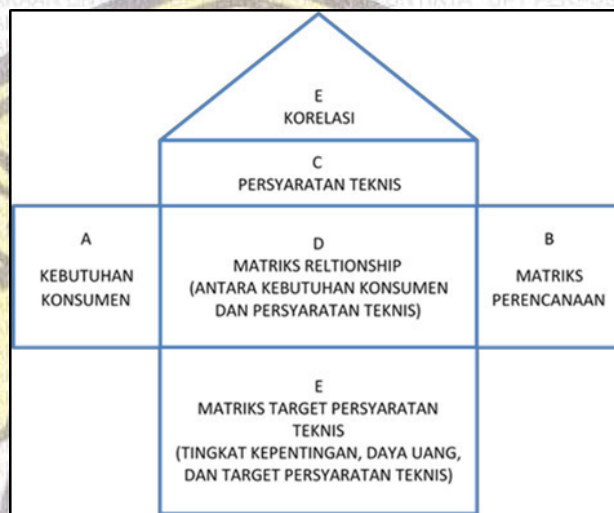 E
KORELASI
C
PERSYARATAN TEKNIS
A
KEBUTUHAN
KONSUMEN
D
MATRIKS RELTIONSHIP
(ANTARA KEBUTUHAN KONSUMEN
DAN PERSYARATAN TEKNIS)
B
MATRIKS
PERENCANAAN
E
MATRIKS TARGET PERSYARATAN
TEKNIS
(TINGKAT KEPENTINGAN, DAYA UANG,
DAN TARGET PERSYARATAN TEKNIS)